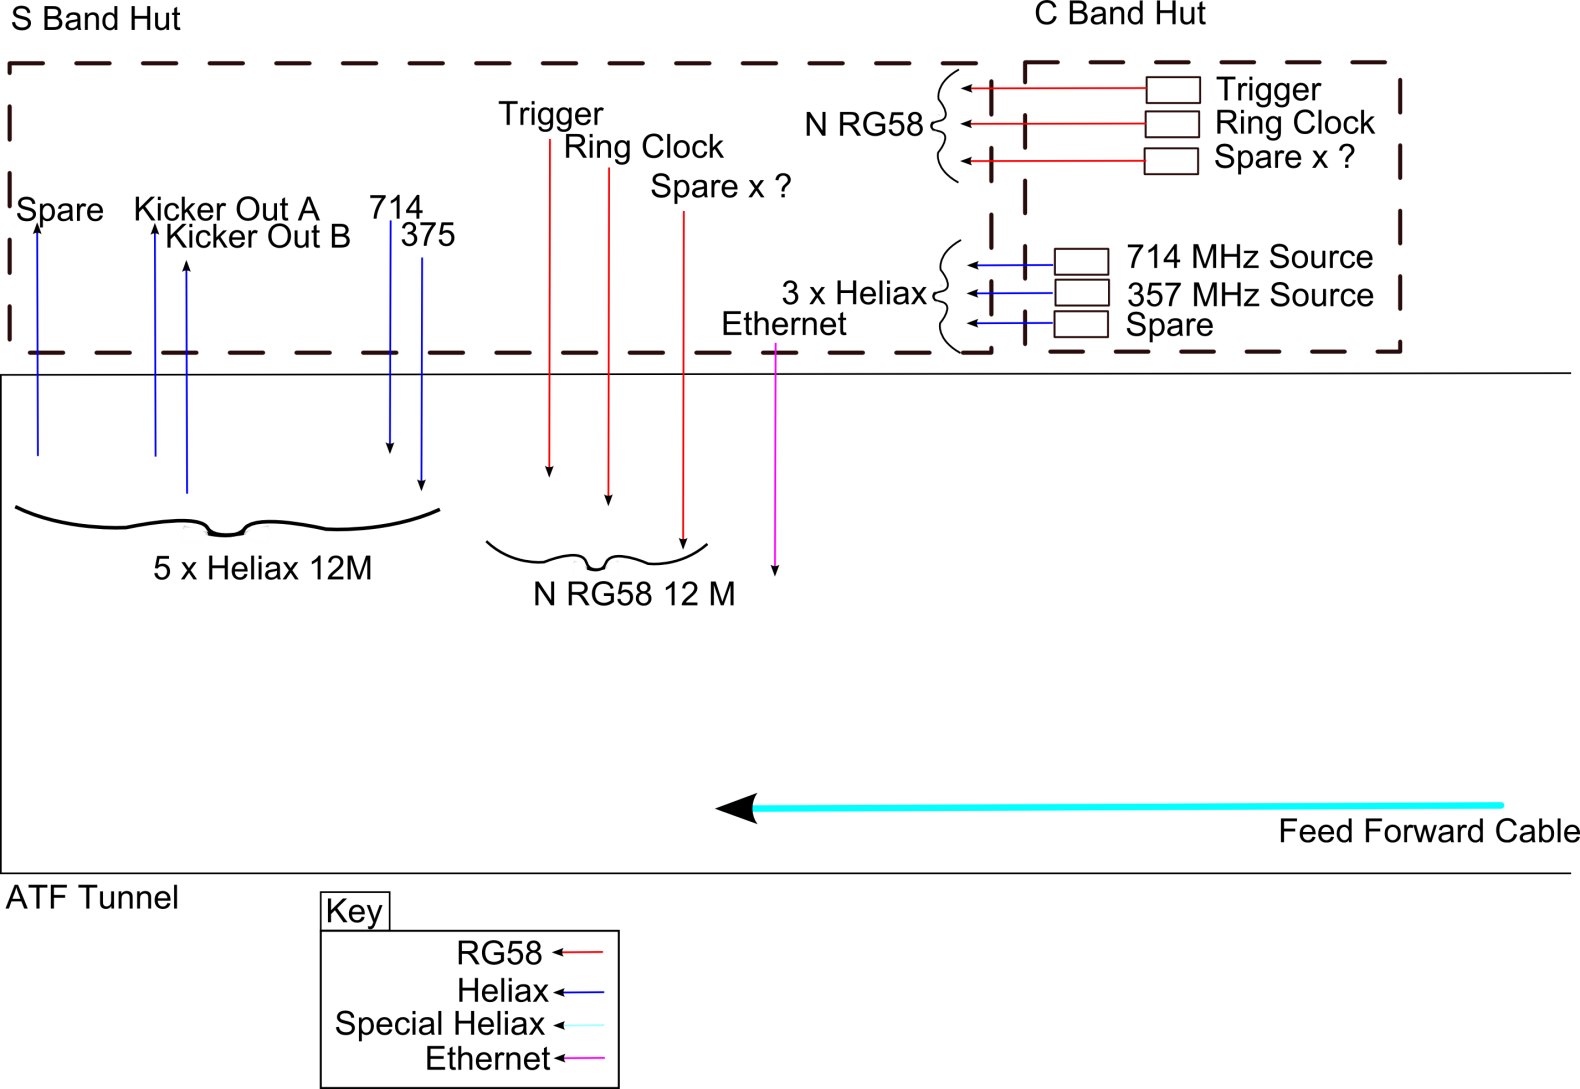 S Band Hut
C Band Hut
Trigger
Ring Clock
Spare x ?
N RG58
Trigger
Ring Clock
Spare x ?
Spare
Kicker Out A
Kicker Out B
714
375
3 x Heliax
714 MHz Source
357 MHz Source
Spare
Ethernet
5 x Heliax 12M
N RG58 12 M
Feed Forward Cable
ATF Tunnel
Key
RG58
Heliax
Special Heliax
Ethernet